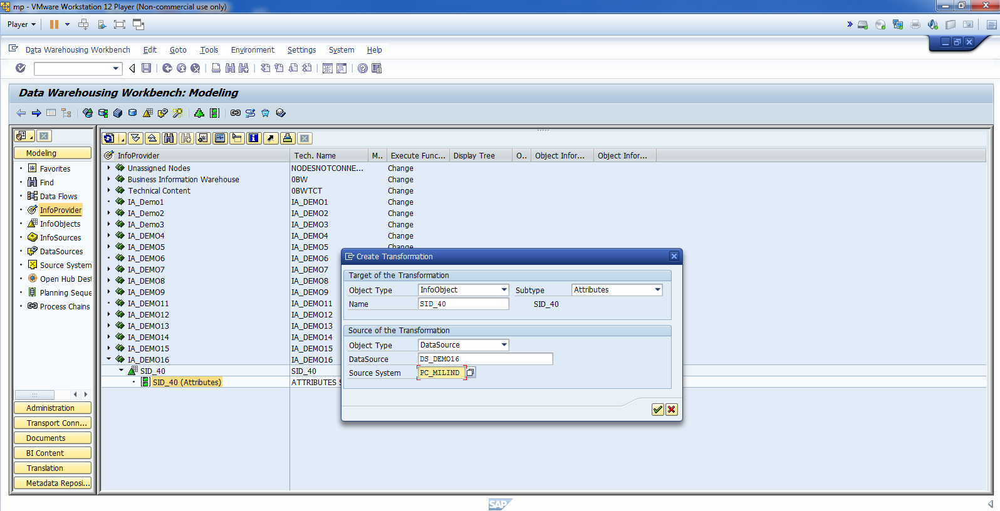 mp - VMware Workstation 12 Player (Non-commercial use only)
Player
Data Warehousing Workbench Edit Goto Tools Environment Settings System Help
Data Warehousing Workbench: Modeling
Modeling
Favorites
Find
Data Flows
InfoProvider
InfoObjects
InfoSources
DataSources
Source System
Open Hub Dest
Planning Seque
Process Chains
Administration
Transport Conn...
Documents
BI Content
Translation
Metadata Reposi...
InfoProvider Tech. Name M.. Execute Func... Display Tree O.. Object Infor... Object Infor...
Unassigned Nodes NODESNOTCONNE... Change
Business Information Warehouse 0BW Change
Technical Content 0BWTCT Change
IA_Demo1 IA_DEMO1 Change
IA_Demo2 IA_DEMO2 Change
IA_Demo3 IA_DEMO3 Change
IA_DEMO4 IA_DEMO4 Change
IA_DEMO5 IA_DEMO5 Change
IA_DEMO6 IA_DEMO6
IA_DEMO7 IA_DEMO7
IA_DEMO8 IA_DEMO8
IA_DEMO9 IA_DEMO9
IA_DEMO11 IA_DEMO11
IA_DEMO12 IA_DEMO12
IA_DEMO13 IA_DEMO13
IA_DEMO14 IA_DEMO14
IA_DEMO15 IA_DEMO15
IA_DEMO16 IA_DEMO16
SID_40 SID_40
SID_40 (Attributes) ATTRIBUTES S
Create Transformation
Target of the Transformation
Object Type InfoObject Subtype Attributes
Name SID_40 SID_40
Source of the Transformation
Object Type DataSource
DataSource DS_DEMO16
Source System PC_MILIND
SAP